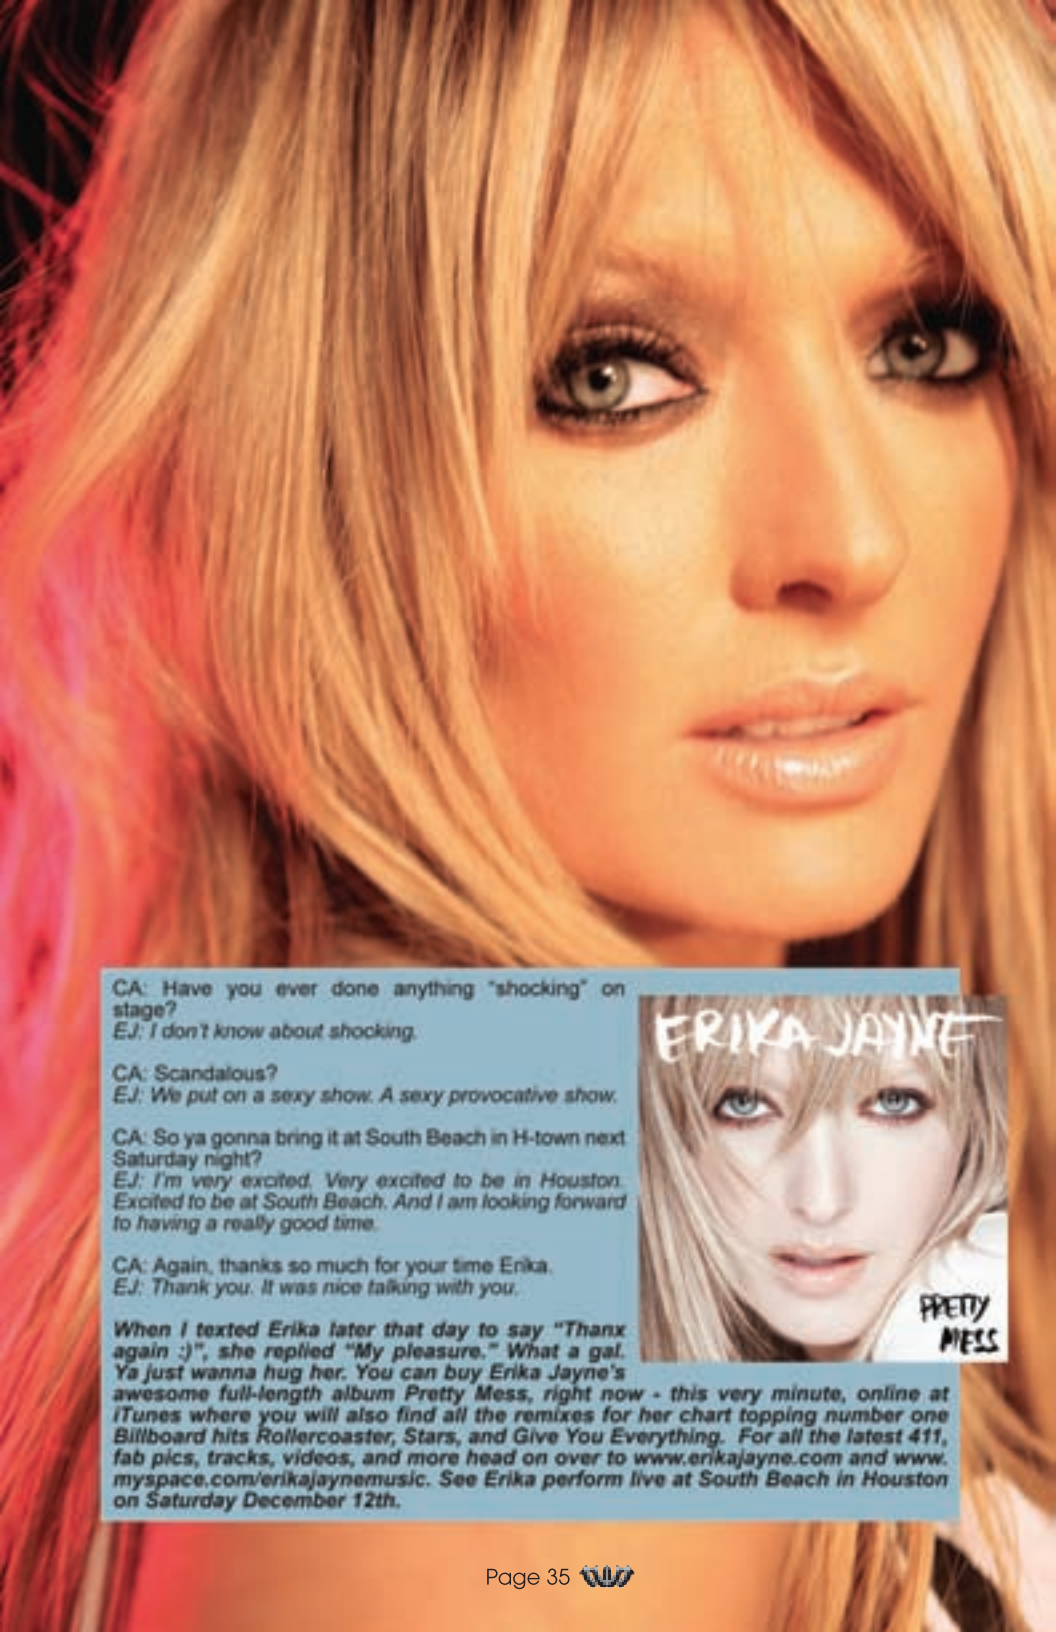 CA: Have you ever done anything "shocking" on
stage?
EJ: I don't know about shocking.
CA: Scandalous?
EJ: We put on a sexy show. A sexy provocative show.
CA: So ya gonna bring it at South Beach in H-town next
Saturday night?
EJ: I'm very excited. Very excited to be in Houston.
Excited to be at South Beach. And I am looking forward
to having a really good time.
CA: Again, thanks so much for your time Erika.
EJ: Thank you. It was nice talking with you.
When I texted Erika later that day to say "Thanx
again :)", she replied "My pleasure." What a gal.
Ya just wanna hug her. You can buy Erika Jayne's
awesome full-length album Pretty Mess, right now - this very minute, online at
iTunes where you will also find all the remixes for her chart topping number one
Billboard hits Rollercoaster, Stars, and Give You Everything. For all the latest 411,
fab pics, tracks, videos, and more head on over to www.erikajayne.com and www.
myspace.com/erikajaynemusic. See Erika perform live at South Beach in Houston
on Saturday December 12th.
ERIKA JAYNE
PRETTY
MESS
Page 35